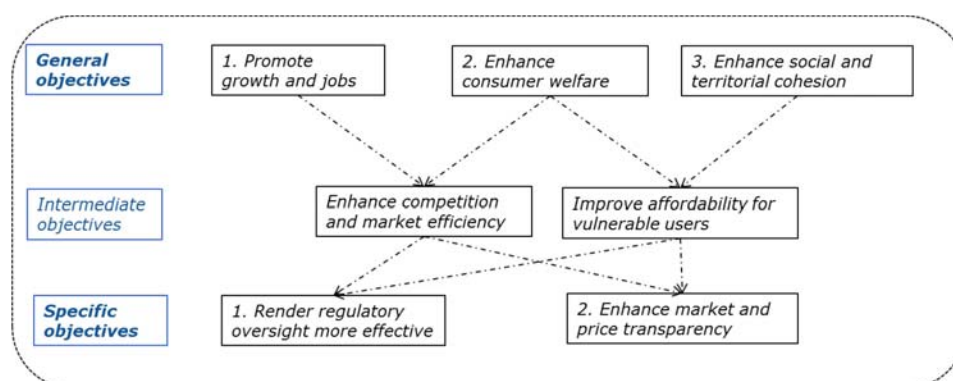 General
objectives
1. Promote
growth and jobs
2. Enhance
consumer welfare
3. Enhance social and
territorial cohesion
Intermediate
objectives
Enhance competition
and market efficiency
Improve affordability for
vulnerable users
Specific
objectives
1. Render regulatory
oversight more effective
2. Enhance market and
price transparency